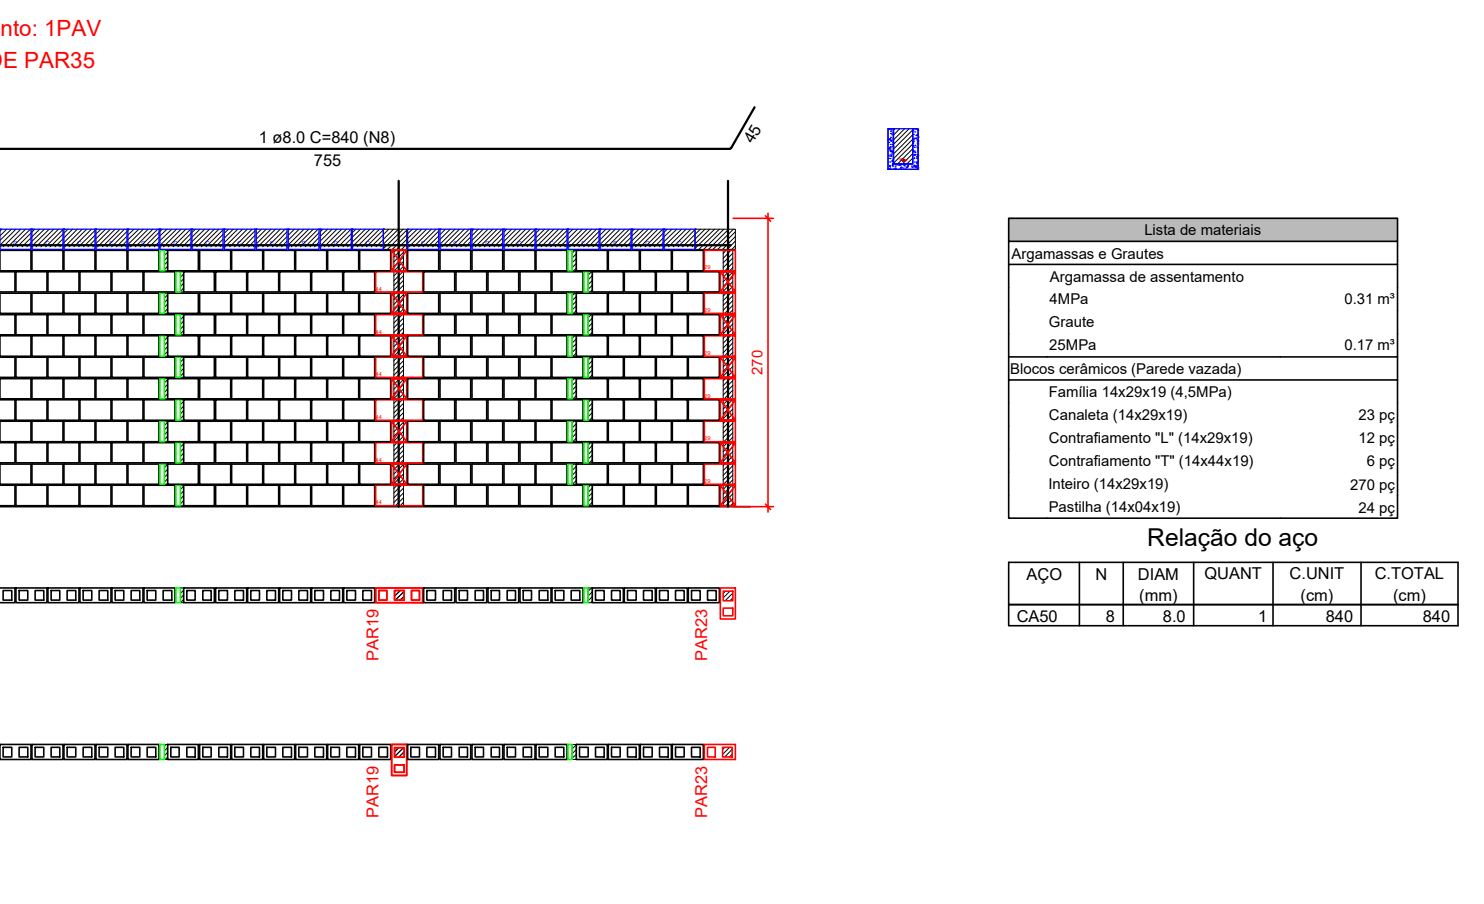 nto: 1PAV
DE PAR35
1 ø8.0 C=840 (N8)
755
45
270
Lista de materiais
Argamassas e Grautes
Argamassa de assentamento
4MPa 0.31 m³
Graute
25MPa 0.17 m³
Blocos cerâmicos (Parede vazada)
Família 14x29x19 (4,5MPa)
Canaleta (14x29x19) 23 pç
Contrafiamento "L" (14x29x19) 12 pç
Contrafiamento "T" (14x44x19) 6 pç
Inteiro (14x29x19) 270 pç
Pastilha (14x04x19) 24 pç
Relação do aço
AÇO N DIAM QUANT C.UNIT C.TOTAL
(mm) (cm) (cm)
CA50 8 8.0 1 840 840
PAR19 PAR23
PAR19 PAR23